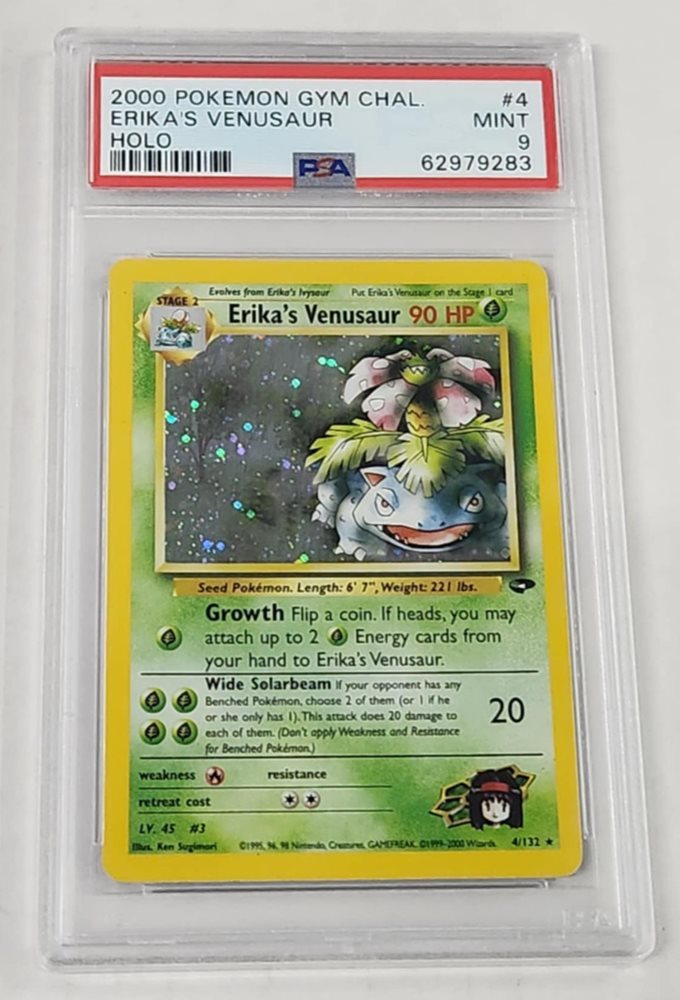 2000 POKEMON GYM CHAL. #4
ERIKA'S VENUSAUR MINT
HOLO 9
PSA 62979283
Evolves from Erika's Ivysaur Put Erika's Venusaur on the Stage 1 card
STAGE 2
Erika's Venusaur 90 HP
Seed Pokémon. Length: 6' 7", Weight: 221 lbs.
Growth Flip a coin. If heads, you may
attach up to 2 Energy cards from
your hand to Erika's Venusaur.
Wide Solarbeam If your opponent has any
Benched Pokémon, choose 2 of them (or 1 if he
or she only has 1). This attack does 20 damage to
each of them. (Don't apply Weakness and Resistance
for Benched Pokémon.)
20
weakness resistance
retreat cost
LV. 45 #3
Illus. Ken Sugimori ©1995, 96, 98 Nintendo, Creatures, GAMEFREAK. ©1999-2000 Wizards. 4/132 ★